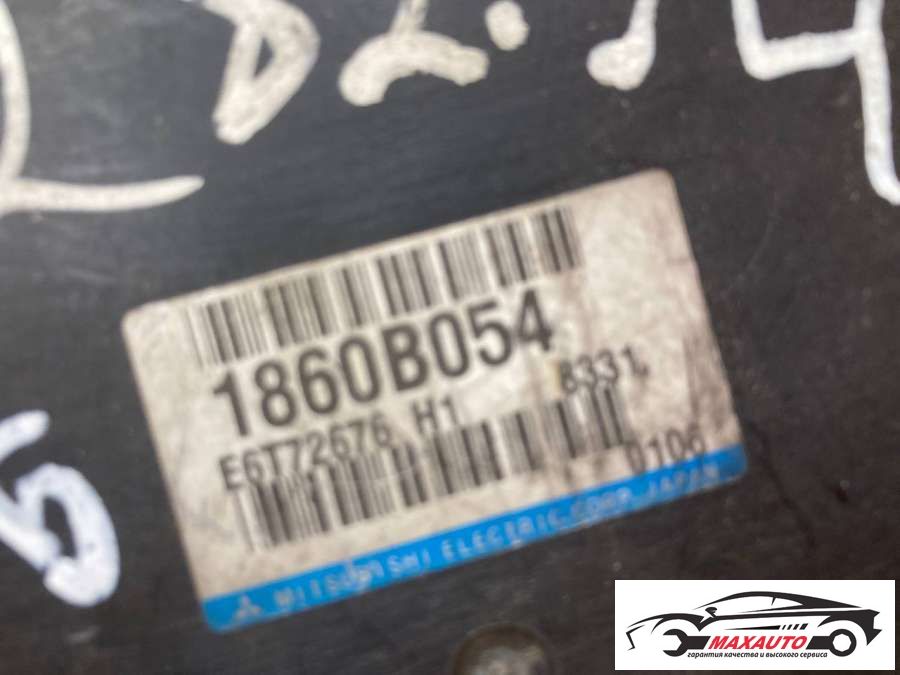 1860B054
8331
E6T72676 H1
0106
MITSUBISHI ELECTRIC CORP. JAPAN
MAXAUTO
гарантия качества и высокого сервиса